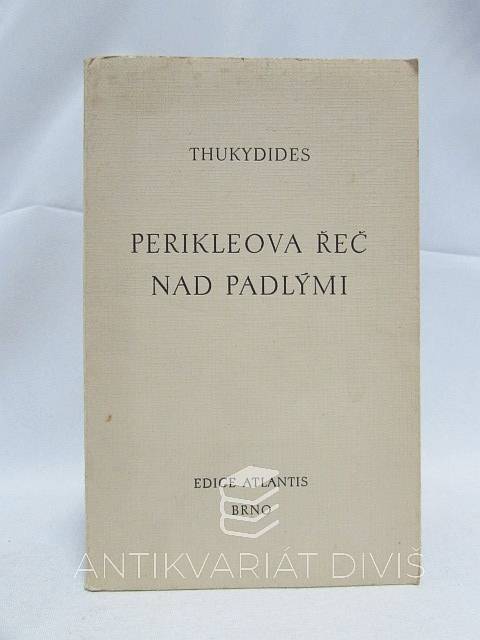 THUKYDIDES
PERIKLEOVA ŘEČ
NAD PADLÝMI
EDICE ATLANTIS
BRNO
ANTIKVARIÁT DIVIŠ